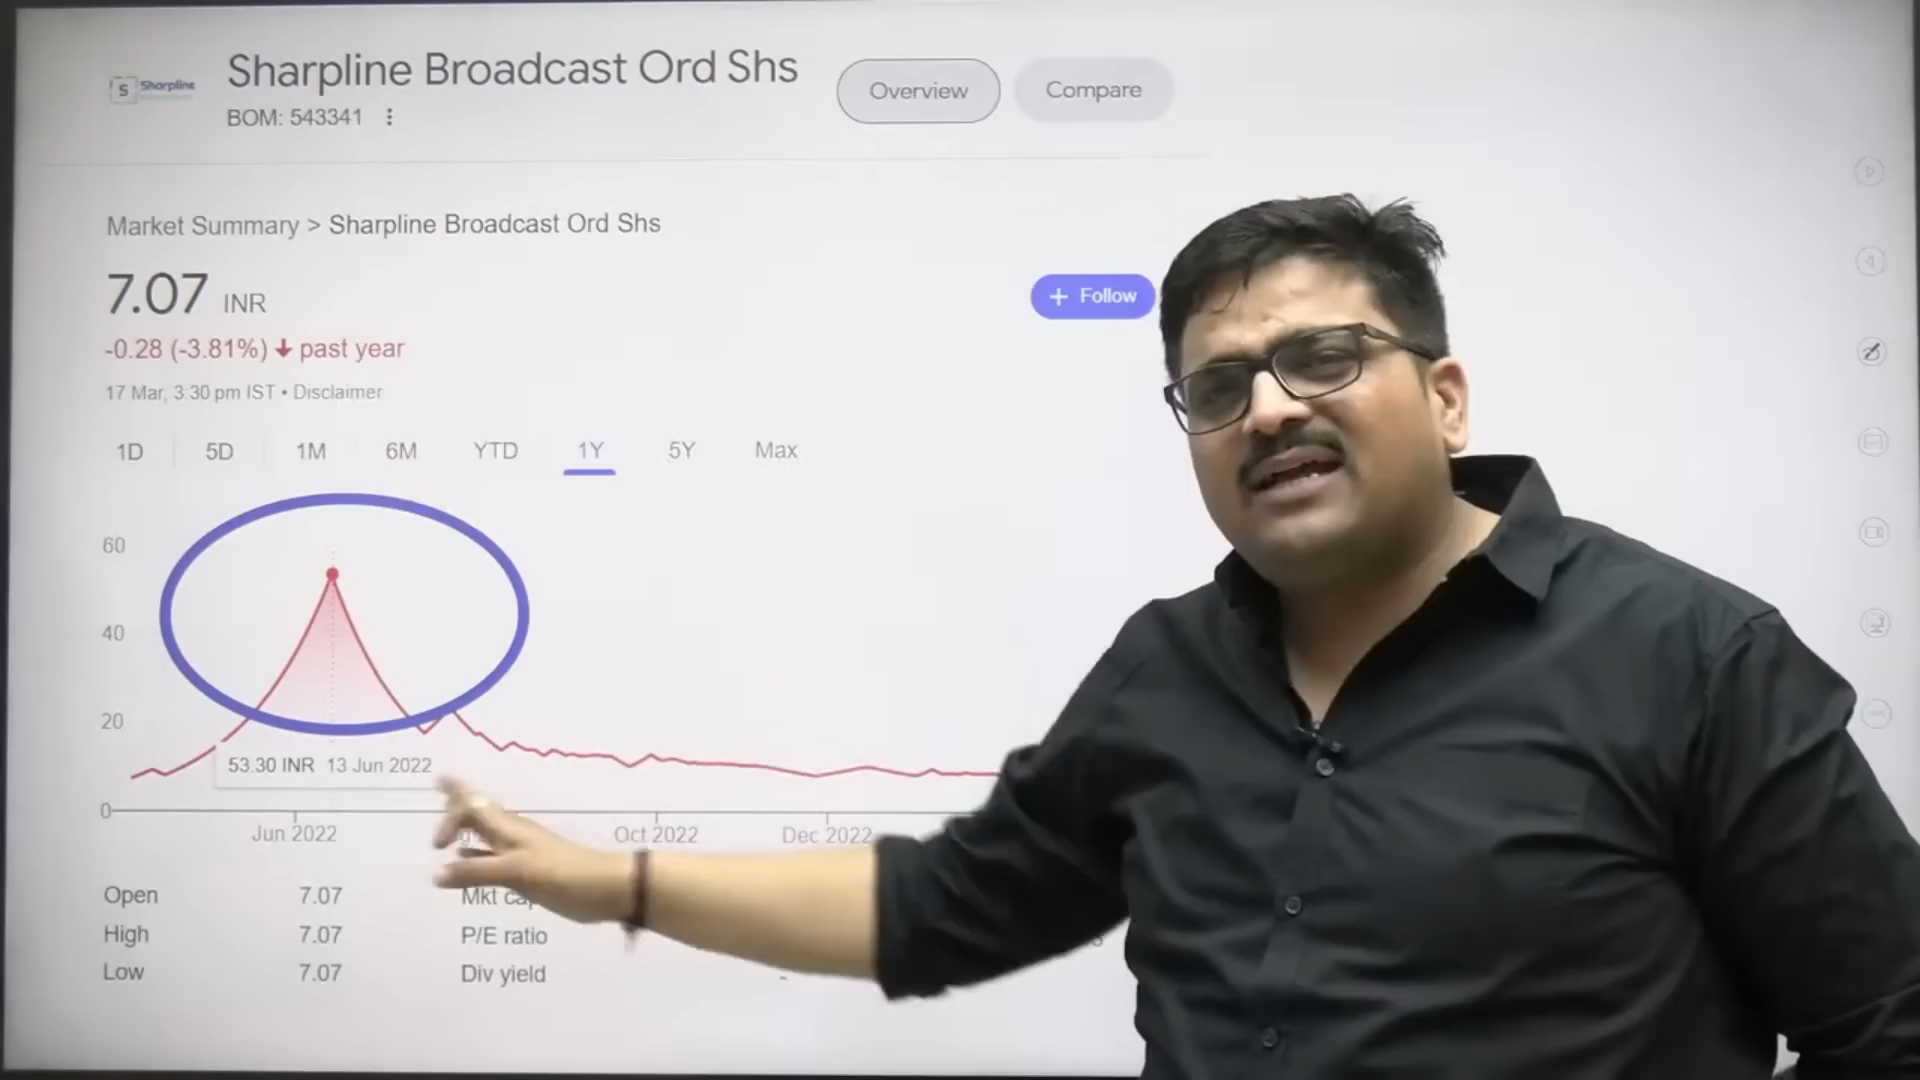 Sharpline Broadcast Ord Shs
S Sharpline
BOM: 543341
Overview
Compare
Market Summary > Sharpline Broadcast Ord Shs
7.07 INR
+ Follow
-0.28 (-3.81%) past year
17 Mar, 3:30 pm IST • Disclaimer
1D 5D 1M 6M YTD 1Y 5Y Max
60
40
20
0
53.30 INR 13 Jun 2022
Jun 2022 Oct 2022 Dec 2022
Open 7.07 Mkt
High 7.07 P/E ratio
Low 7.07 Div yield -